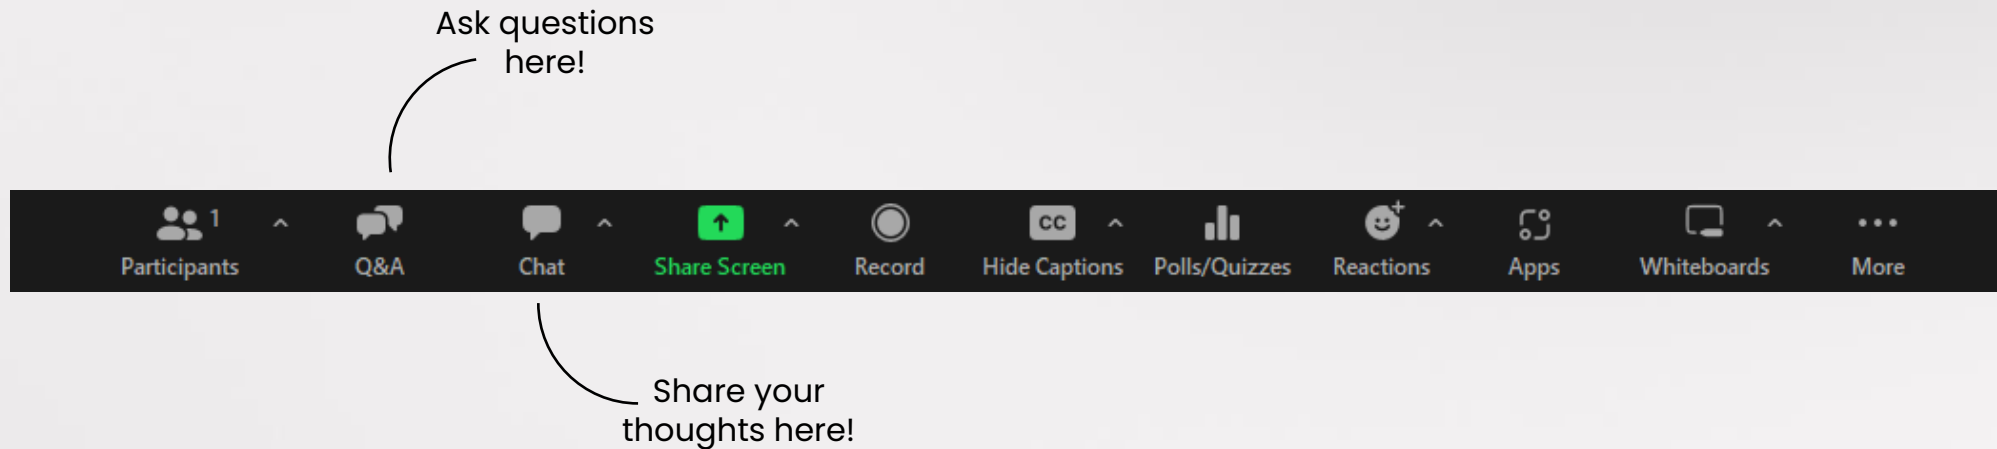 Ask questions
here!
1
Participants
Q&A
Chat
Share Screen
Record
CC
Hide Captions
Polls/Quizzes
Reactions
Apps
Whiteboards
More
Share your
thoughts here!